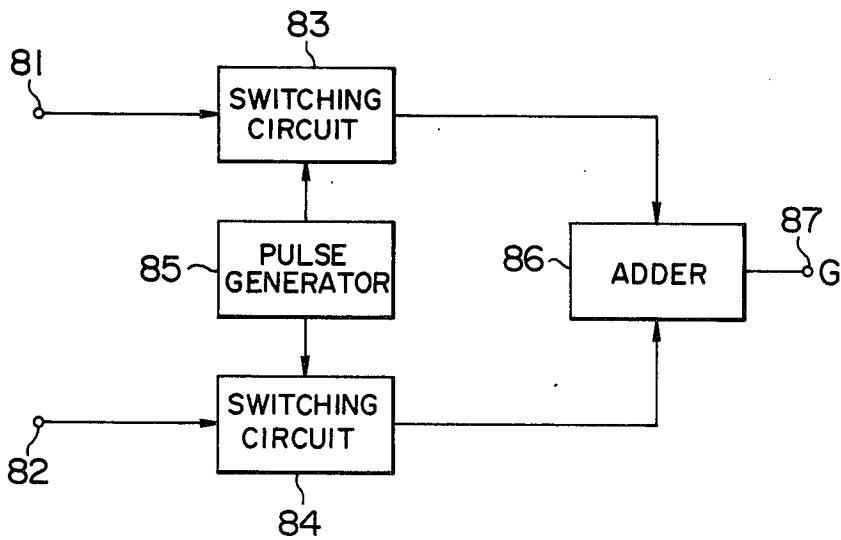 83
81
SWITCHING
CIRCUIT
85
PULSE
GENERATOR
86
ADDER
87
G
82
SWITCHING
CIRCUIT
84